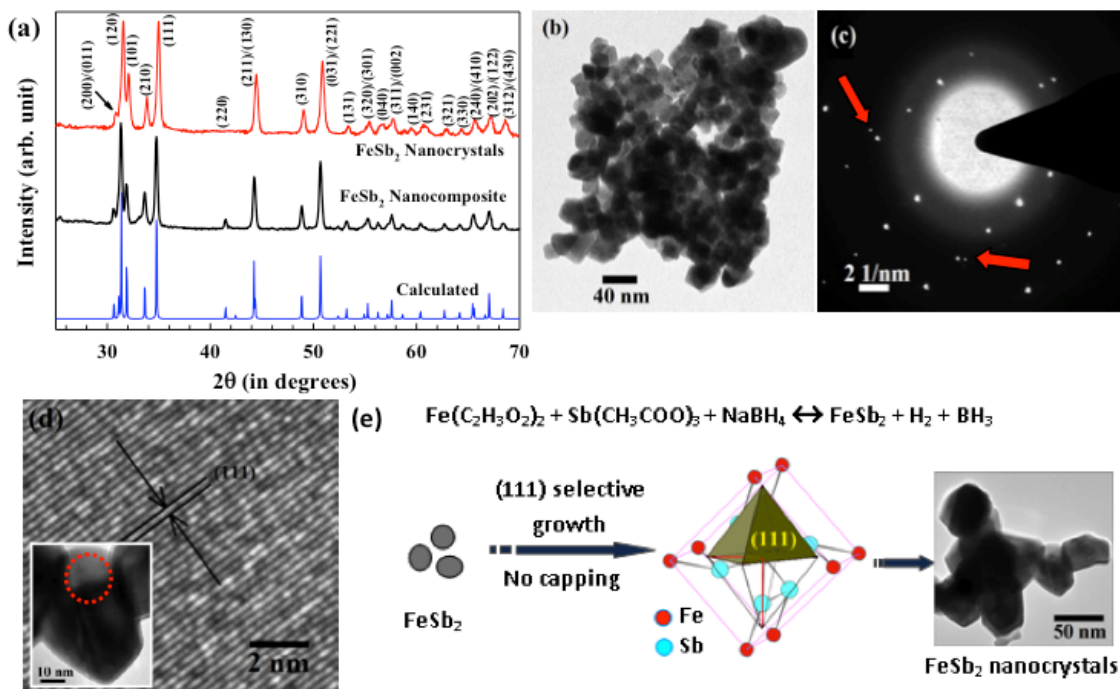 (a)
Intensity (arb. unit)
(200)/(011)
(120)
(101)
(210)
(111)
(220)
(211)/(130)
(310)
(031)/(221)
(131)
(320)/(301)
(040)
(311)/(002)
(140)
(231)
(321)
(330)
(240)/(410)
(202)/(122)
(312)/(430)
FeSb₂ Nanocrystals
FeSb₂ Nanocomposite
Calculated
30 40 50 60 70
2θ (in degrees)
(b)
40 nm
(c)
2 1/nm
(d)
(111)
10 nm
2 nm
(e)
Fe(C₂H₃O₂)₂ + Sb(CH₃COO)₃ + NaBH₄ ↔ FeSb₂ + H₂ + BH₃
(111) selective
growth
No capping
FeSb₂
(111)
Fe
Sb
50 nm
FeSb₂ nanocrystals